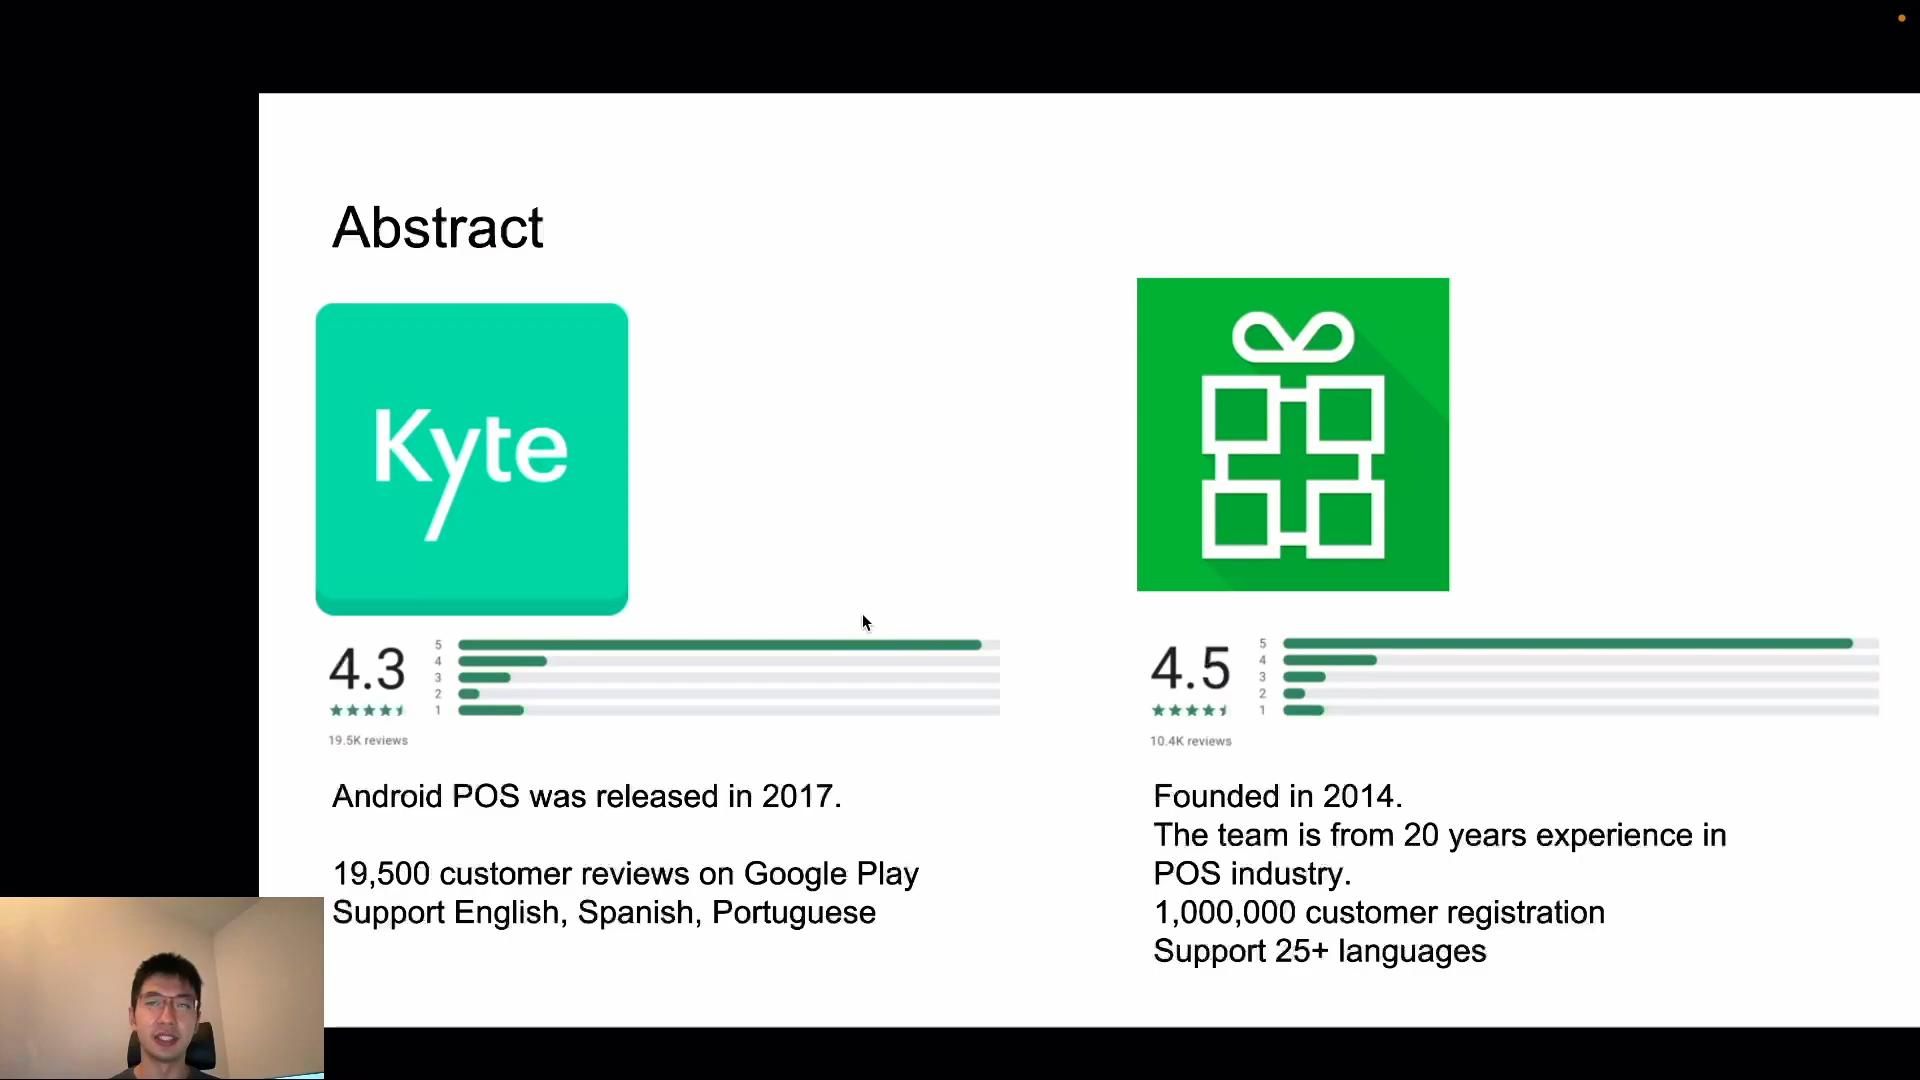 Abstract
Kyte
4.3
5
4
3
2
1
19.5K reviews
Android POS was released in 2017.
19,500 customer reviews on Google Play
Support English, Spanish, Portuguese
4.5
5
4
3
2
1
10.4K reviews
Founded in 2014.
The team is from 20 years experience in
POS industry.
1,000,000 customer registration
Support 25+ languages